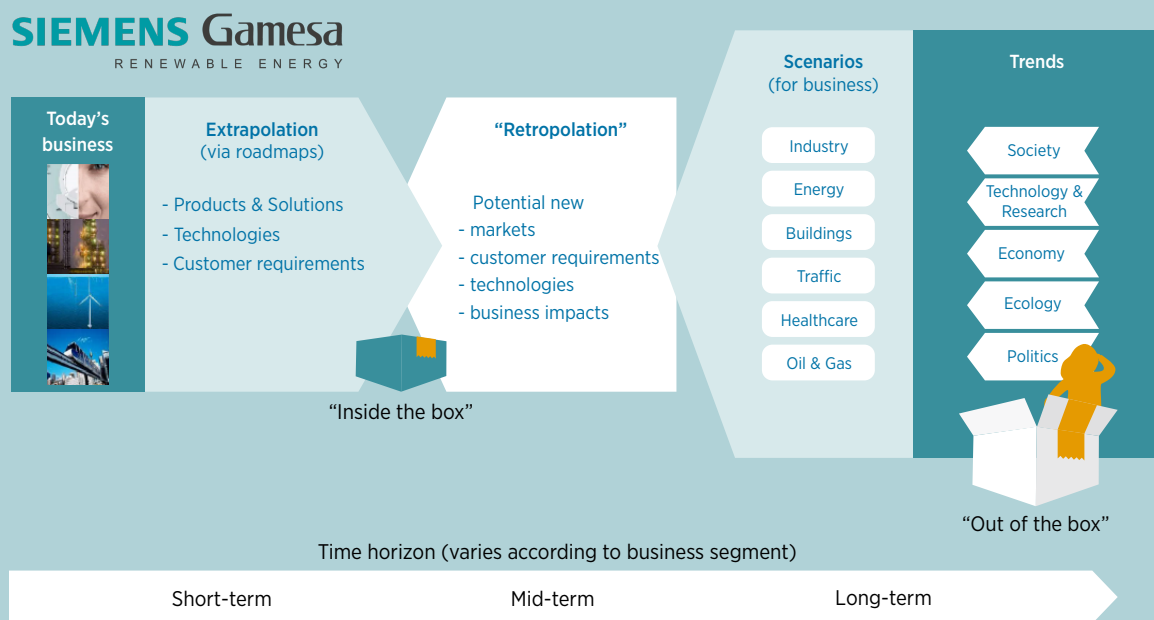 SIEMENS Gamesa
RENEWABLE ENERGY
Today’s
business
Extrapolation
(via roadmaps)
- Products & Solutions
- Technologies
- Customer requirements
“Retropolation”
Potential new
- markets
- customer requirements
- technologies
- business impacts
Scenarios
(for business)
Industry
Energy
Buildings
Traffic
Healthcare
Oil & Gas
Trends
Society
Technology &
Research
Economy
Ecology
Politics
“Inside the box”
“Out of the box”
Time horizon (varies according to business segment)
Short-term
Mid-term
Long-term